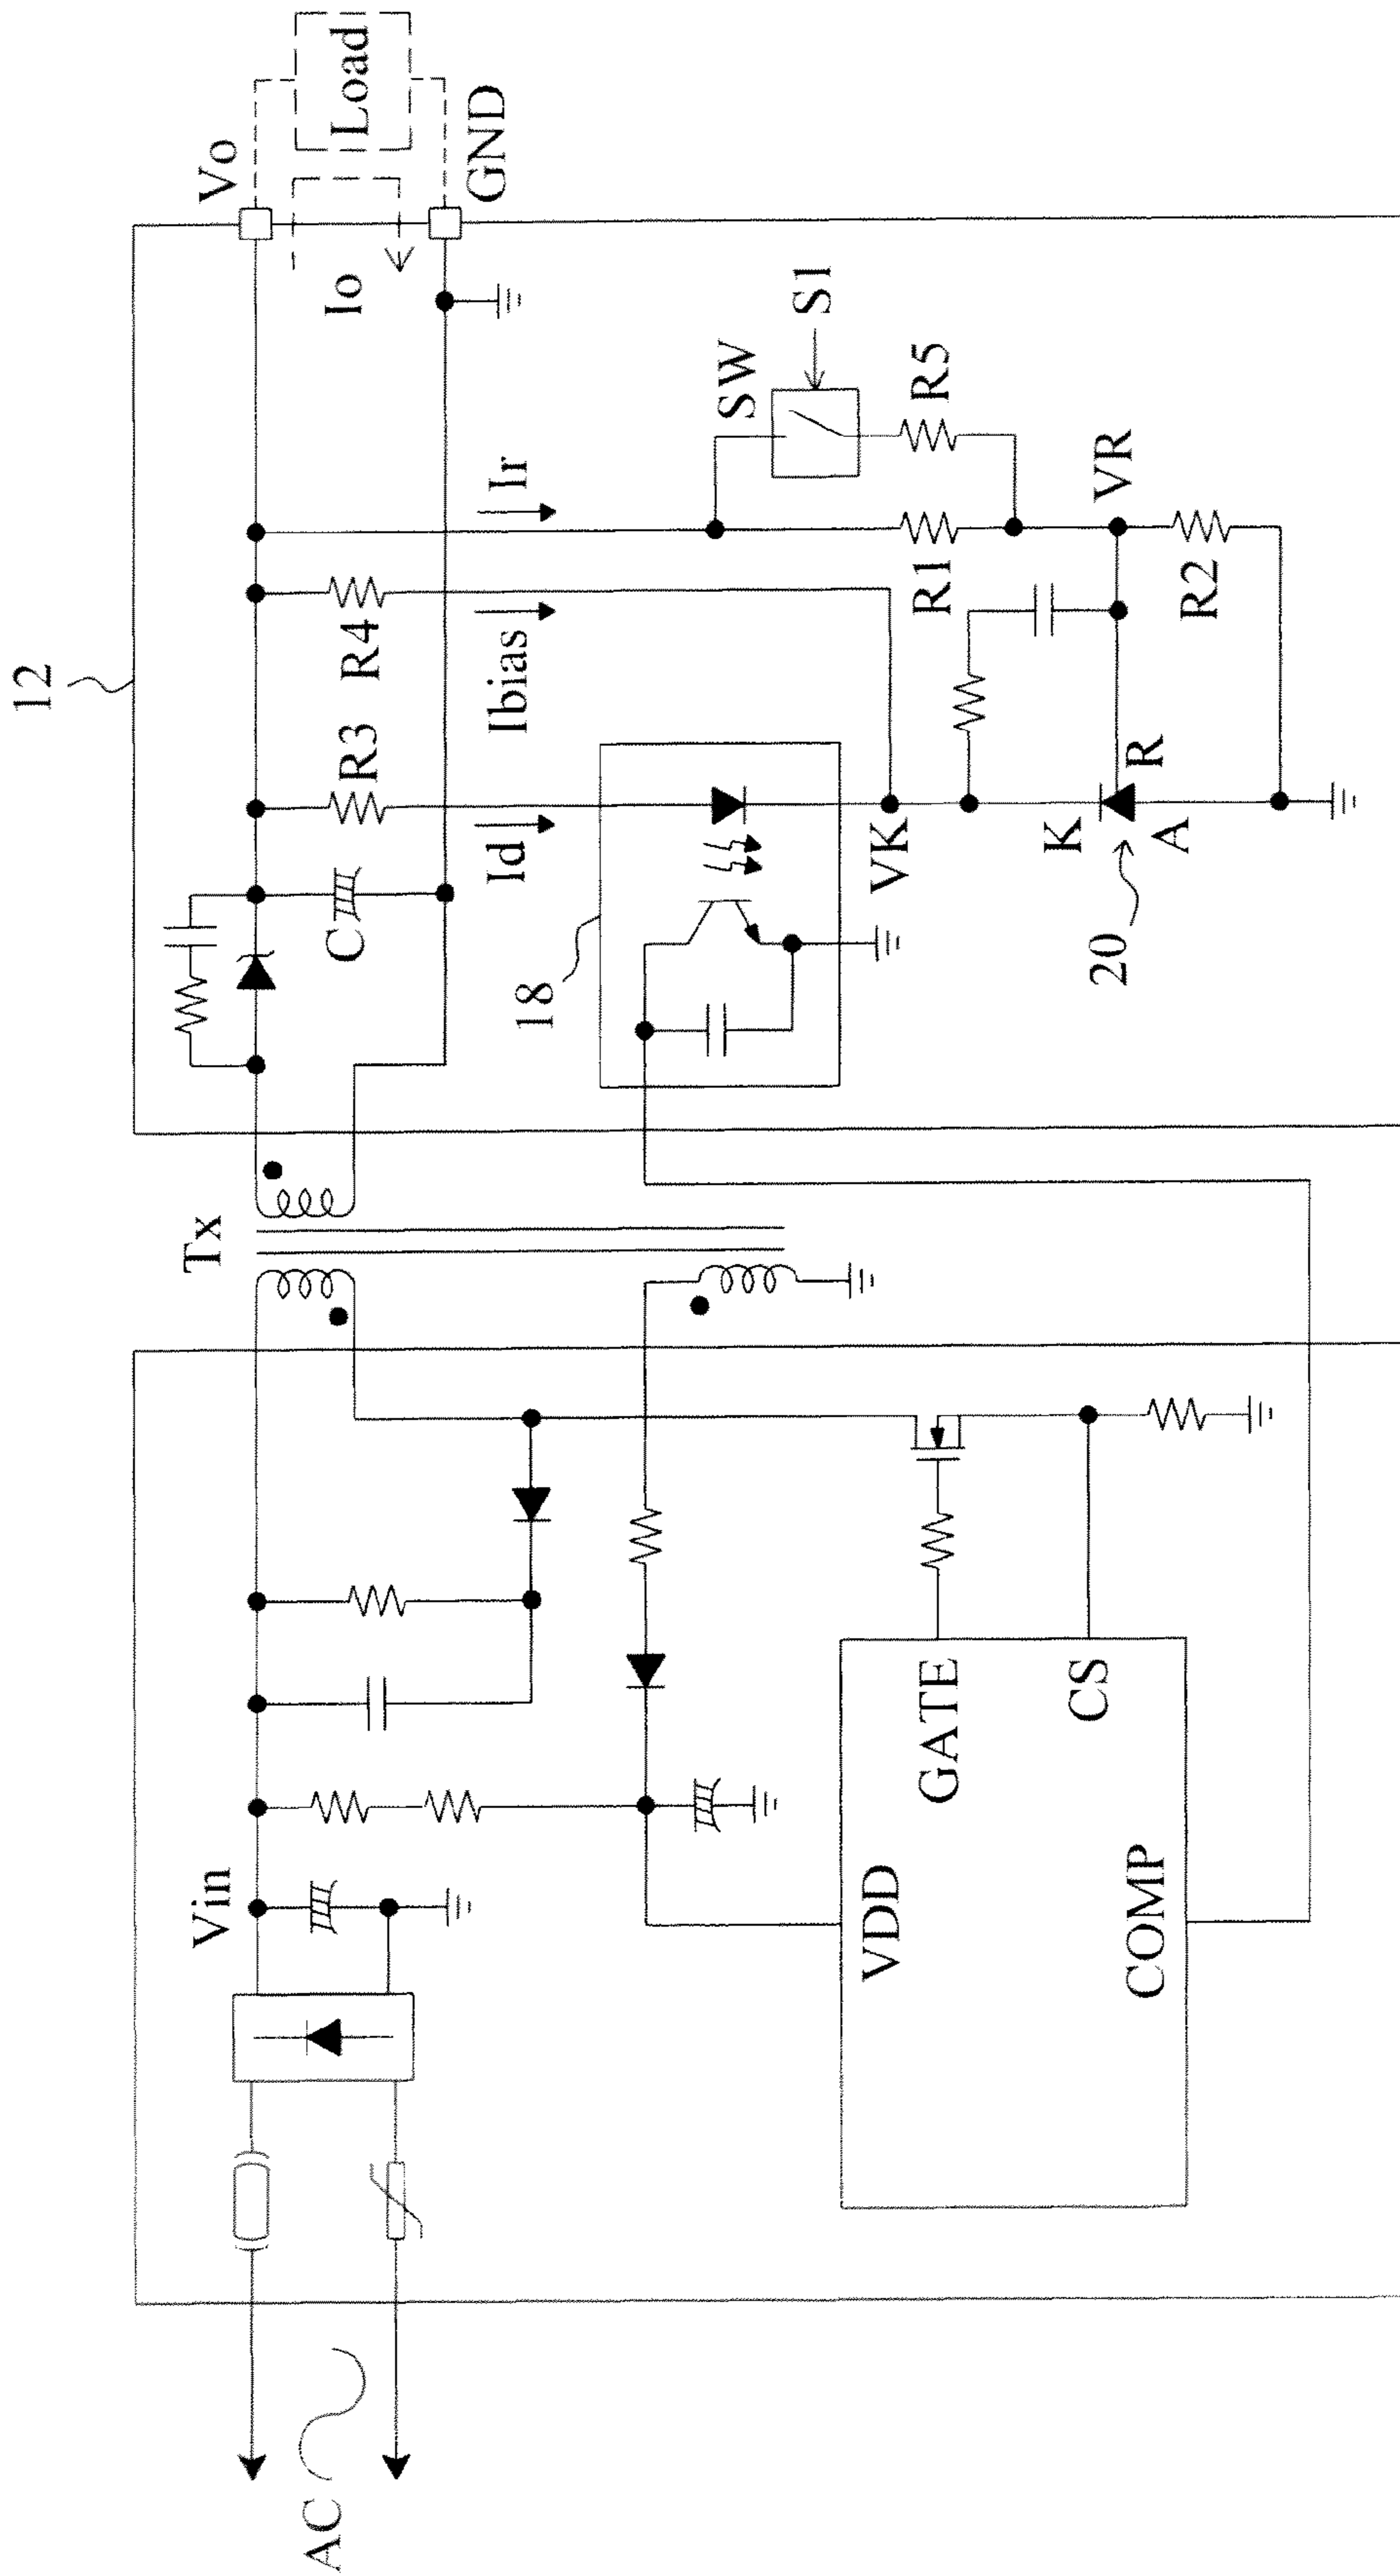 12
Vo
Load
Io
GND
R3
R4
Id
Ibias
Ir
C
18
SW
S1
R5
R1
VR
R2
VK
K
R
A
20
Tx
Vin
AC
VDD
GATE
CS
COMP